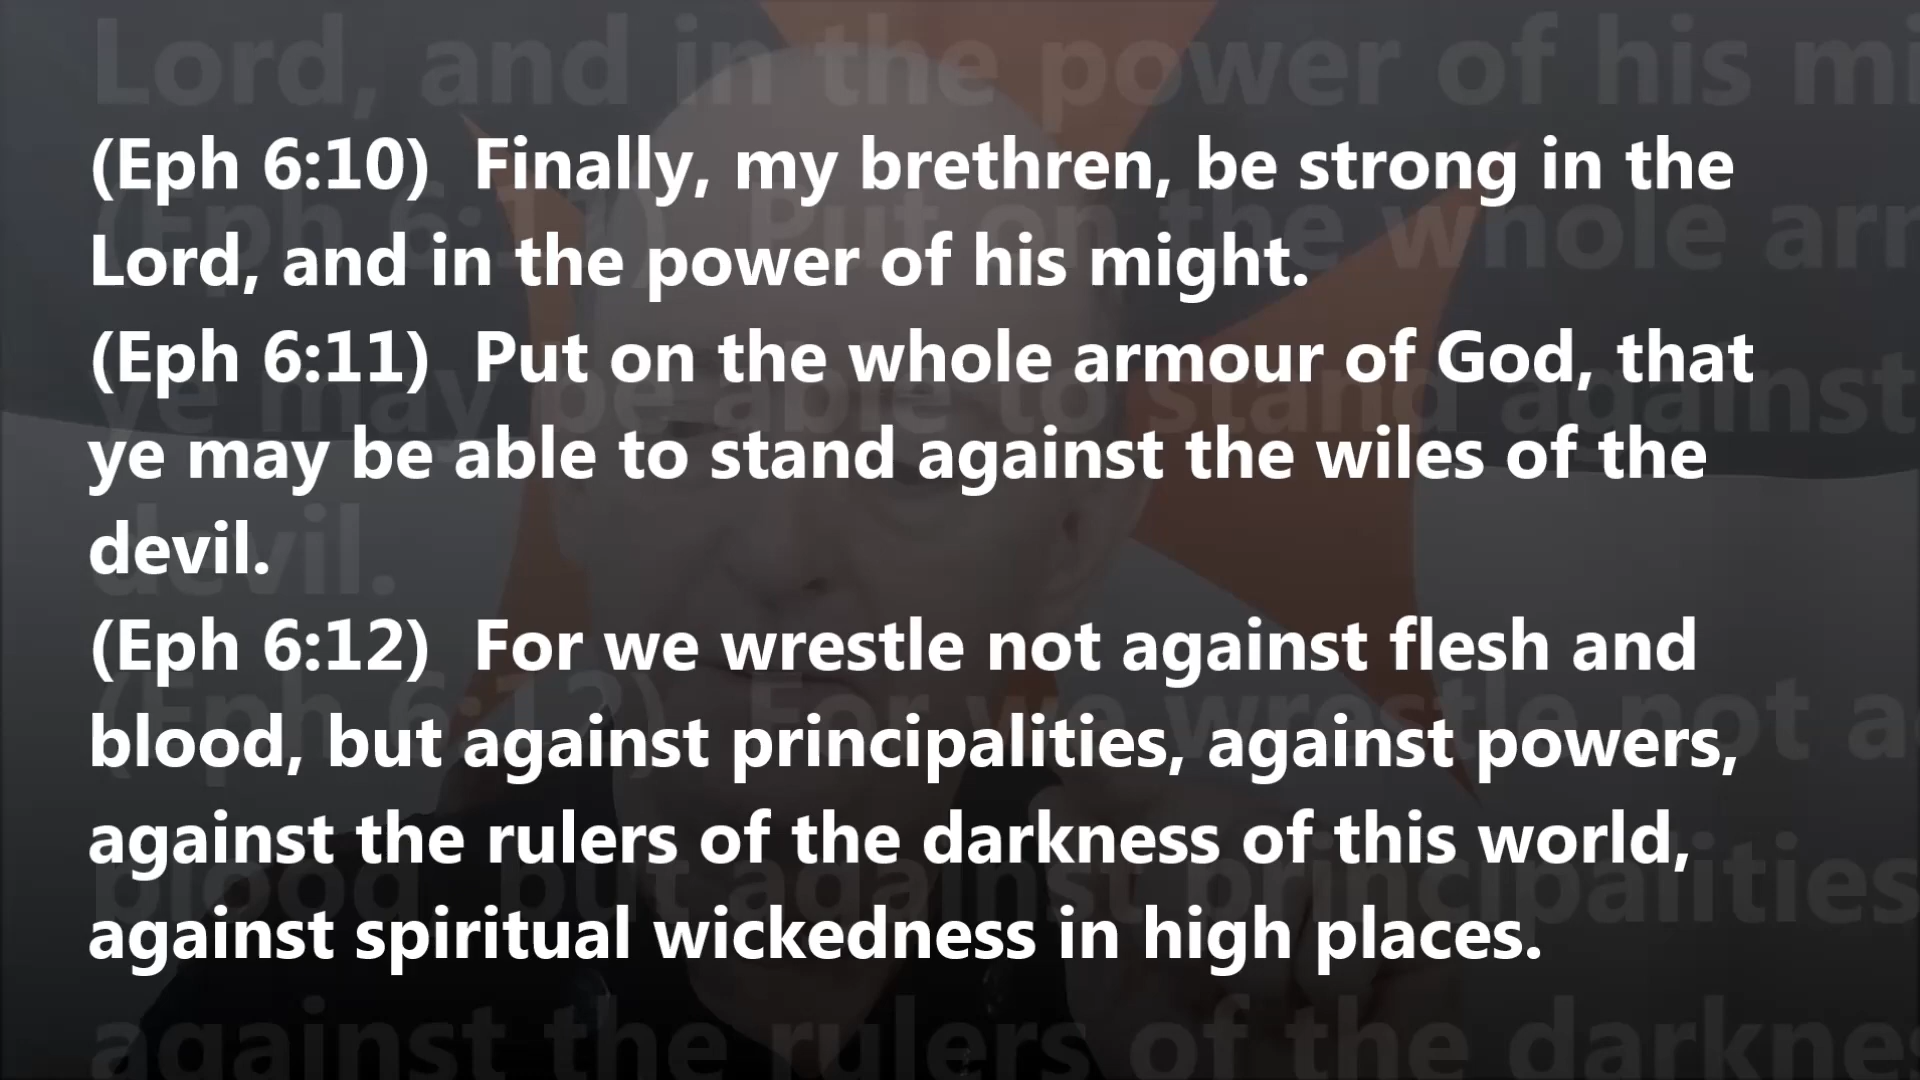 (Eph 6:10)  Finally, my brethren, be strong in the
Lord, and in the power of his might.
(Eph 6:11)  Put on the whole armour of God, that
ye may be able to stand against the wiles of the
devil.
(Eph 6:12)  For we wrestle not against flesh and
blood, but against principalities, against powers,
against the rulers of the darkness of this world,
against spiritual wickedness in high places.